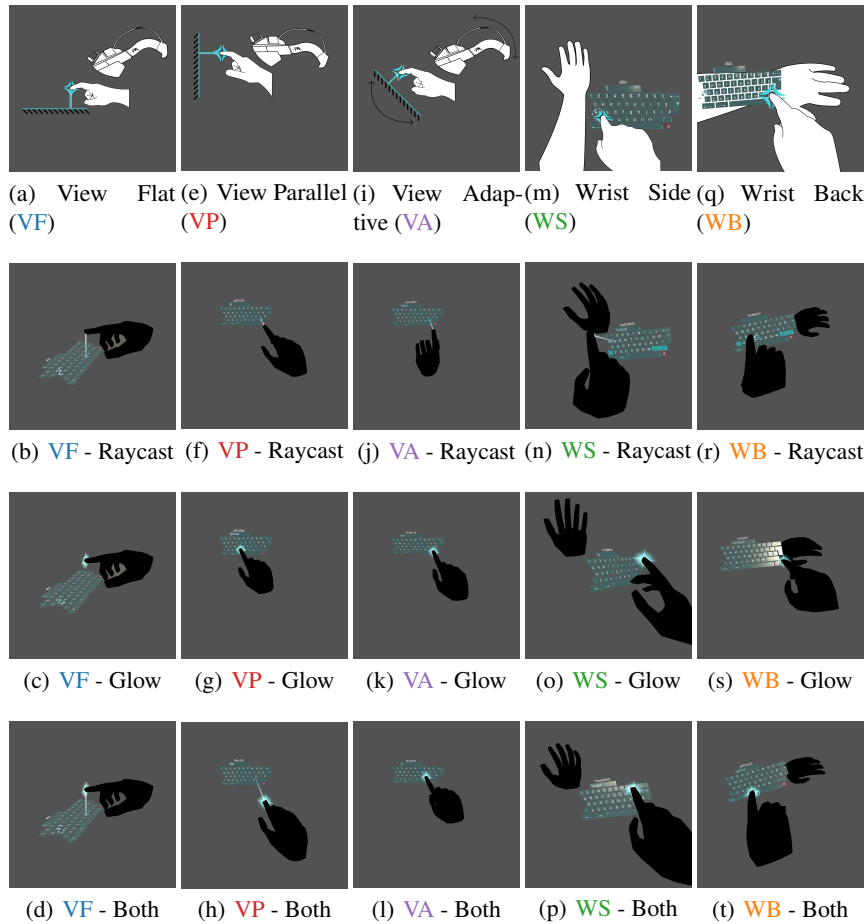 (a) View Flat
(VF)
(e) View Parallel
(VP)
(i) View Adap-
tive (VA)
(m) Wrist Side
(WS)
(q) Wrist Back
(WB)
(b) VF - Raycast
(f) VP - Raycast
(j) VA - Raycast
(n) WS - Raycast
(r) WB - Raycast
(c) VF - Glow
(g) VP - Glow
(k) VA - Glow
(o) WS - Glow
(s) WB - Glow
(d) VF - Both
(h) VP - Both
(l) VA - Both
(p) WS - Both
(t) WB - Both